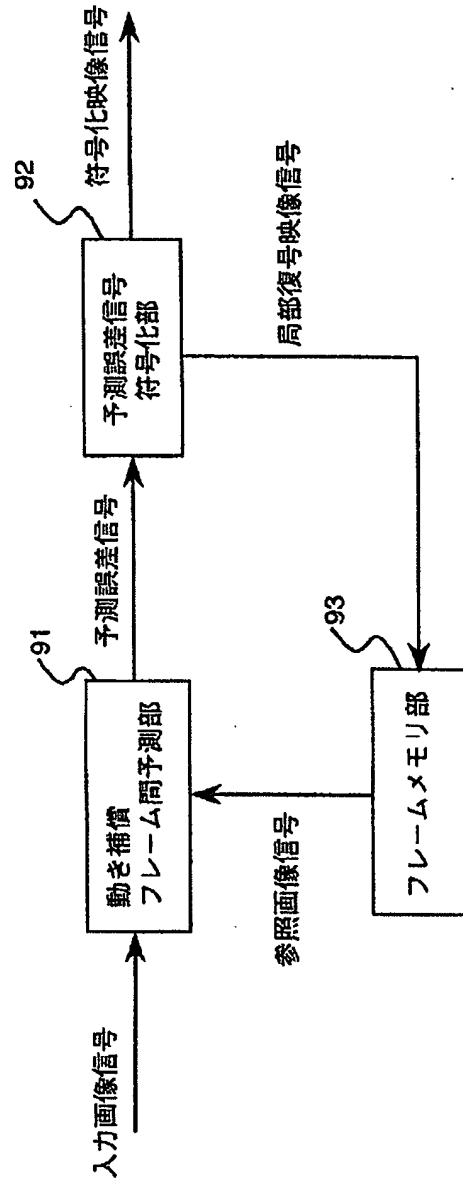 入力画像信号
91
動き補償
フレーム間予測部
予測誤差信号
92
予測誤差信号
符号化部
符号化映像信号
参照画像信号
局部復号映像信号
93
フレームメモリ部